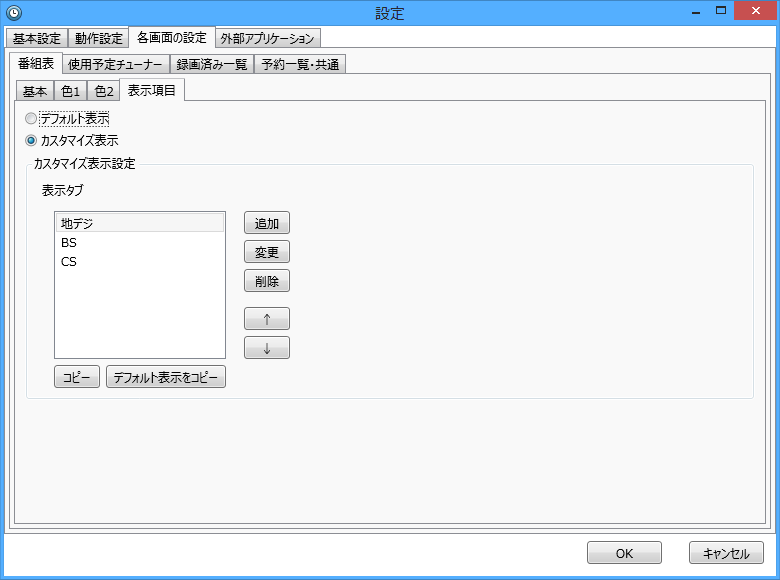 設定
基本設定 動作設定 各画面の設定 外部アプリケーション
番組表 使用予定チューナー 録画済み一覧 予約一覧・共通
基本 色1 色2 表示項目
デフォルト表示
カスタマイズ表示
カスタマイズ表示設定
表示タブ
地デジ 追加
BS 変更
CS 削除
↑
↓
コピー デフォルト表示をコピー
OK キャンセル